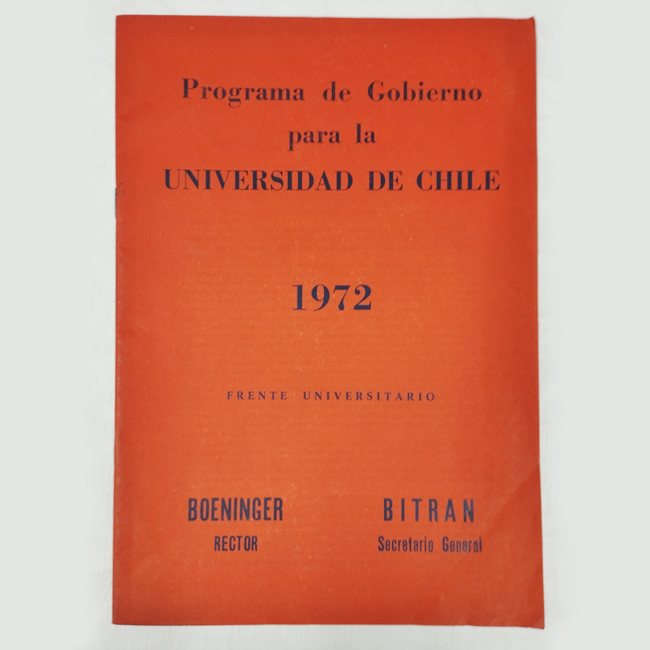 Programa de Gobierno
para la
UNIVERSIDAD DE CHILE
1972
FRENTE UNIVERSITARIO
BOENINGER
RECTOR
BITRAN
Secretario General